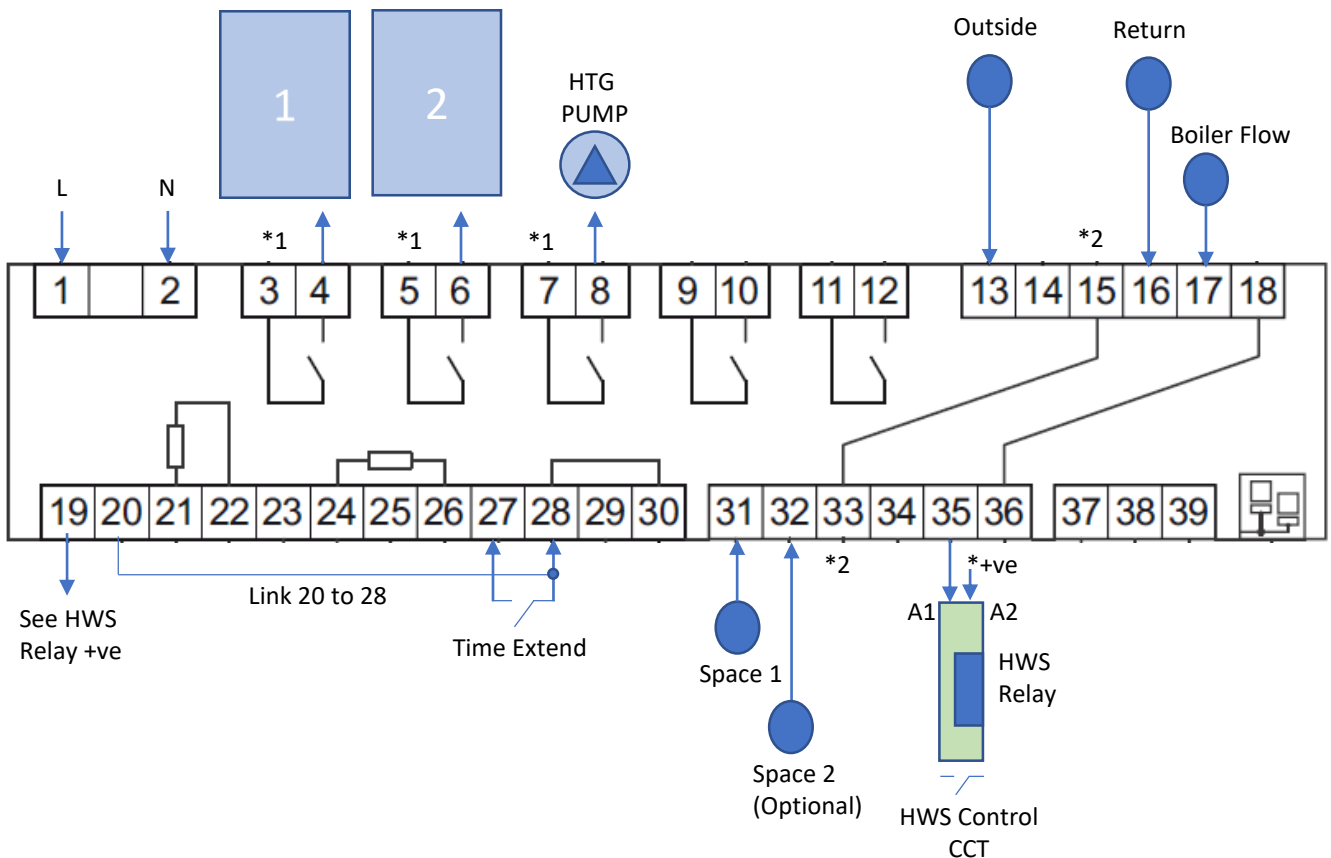 Outside
Return
1
2
HTG
PUMP
Boiler Flow
L
N
*1
*1
*1
*2
1
2
3
4
5
6
7
8
9
10
11
12
13
14
15
16
17
18
19
20
21
22
23
24
25
26
27
28
29
30
31
32
33
34
35
36
37
38
39
*2
*+ve
Link 20 to 28
See HWS
Relay +ve
Time Extend
A1
A2
Space 1
HWS
Relay
Space 2
(Optional)
HWS Control
CCT